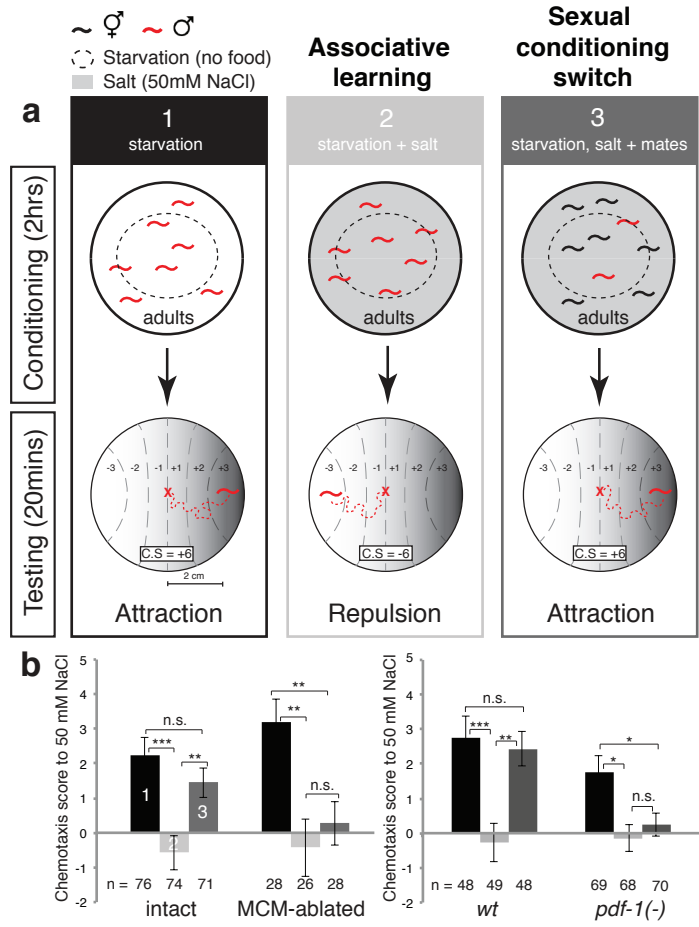 ⚥ ♂
Starvation (no food)
Salt (50mM NaCl)
Associative
learning
Sexual
conditioning
switch
a
1
starvation
2
starvation + salt
3
starvation, salt + mates
Conditioning (2hrs)
adults
adults
adults
Testing (20mins)
-3 -2 -1 +1 +2 +3
x
C.S = +6
2 cm
Attraction
-3 -2 -1 +1 +2 +3
x
C.S = -6
Repulsion
-3 -2 -1 +1 +2 +3
x
C.S = +6
Attraction
b
Chemotaxis score to 50 mM NaCl
5
4
3
2
1
0
-1
-2
n.s.
***
**
1
2
3
**
**
n.s.
n = 76 74 71
28 26 28
intact
MCM-ablated
Chemotaxis score to 50 mM NaCl
5
4
3
2
1
0
-1
-2
n.s.
***
**
*
*
n.s.
n = 48 49 48
69 68 70
wt
pdf-1(-)